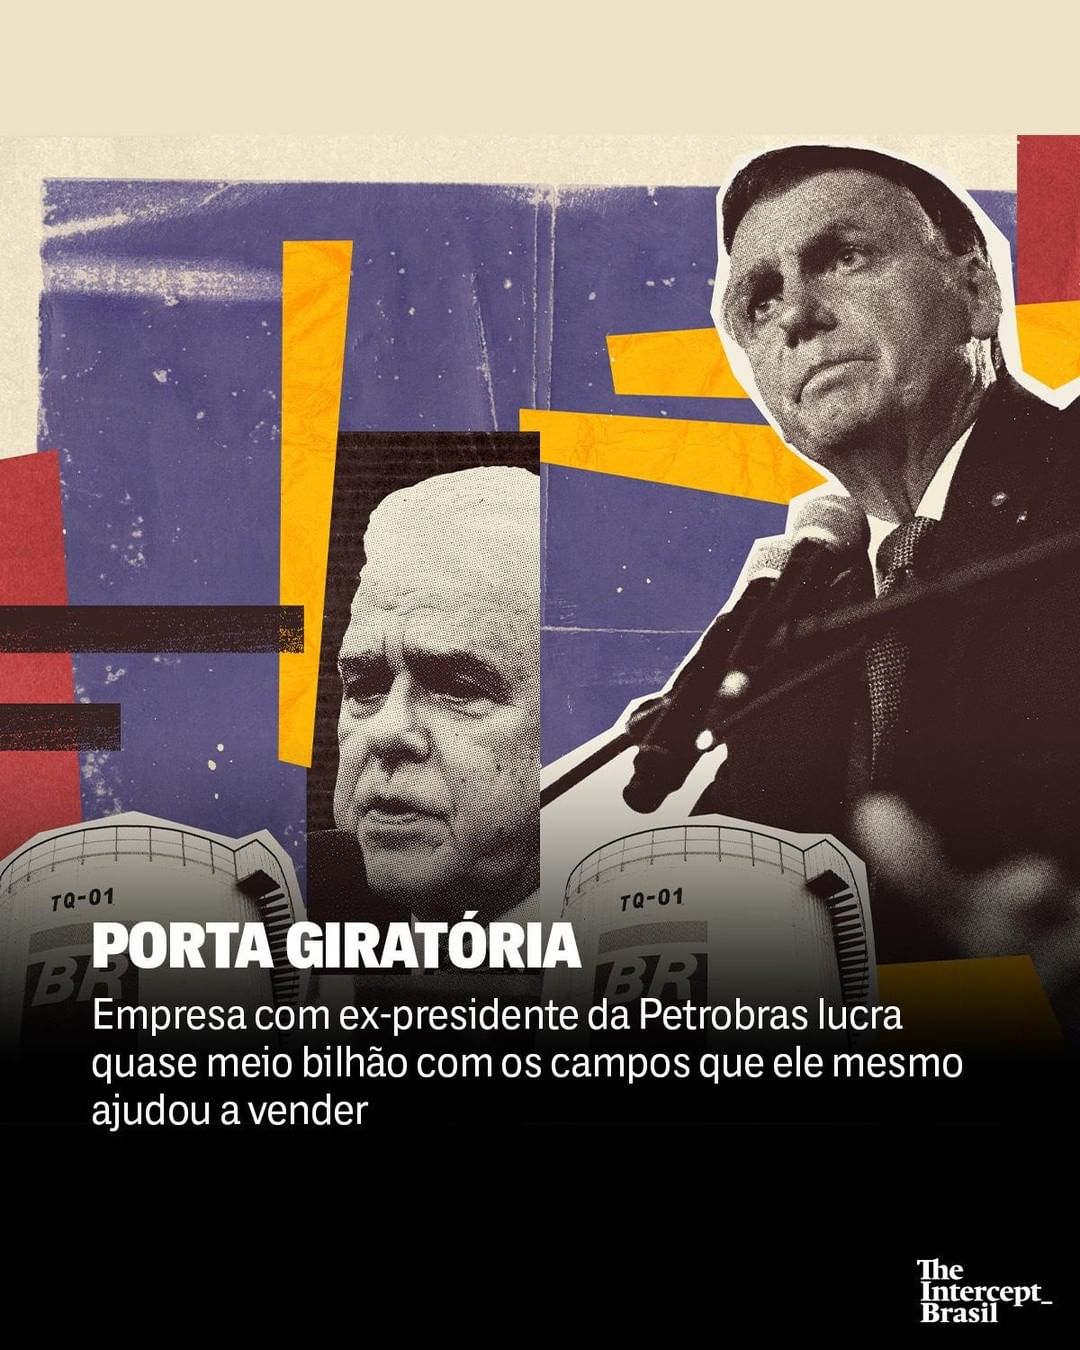 TQ-01
TQ-01
BR
BR
PORTA GIRATÓRIA
Empresa com ex-presidente da Petrobras lucra
quase meio bilhão com os campos que ele mesmo
ajudou a vender
The
Intercept_
Brasil